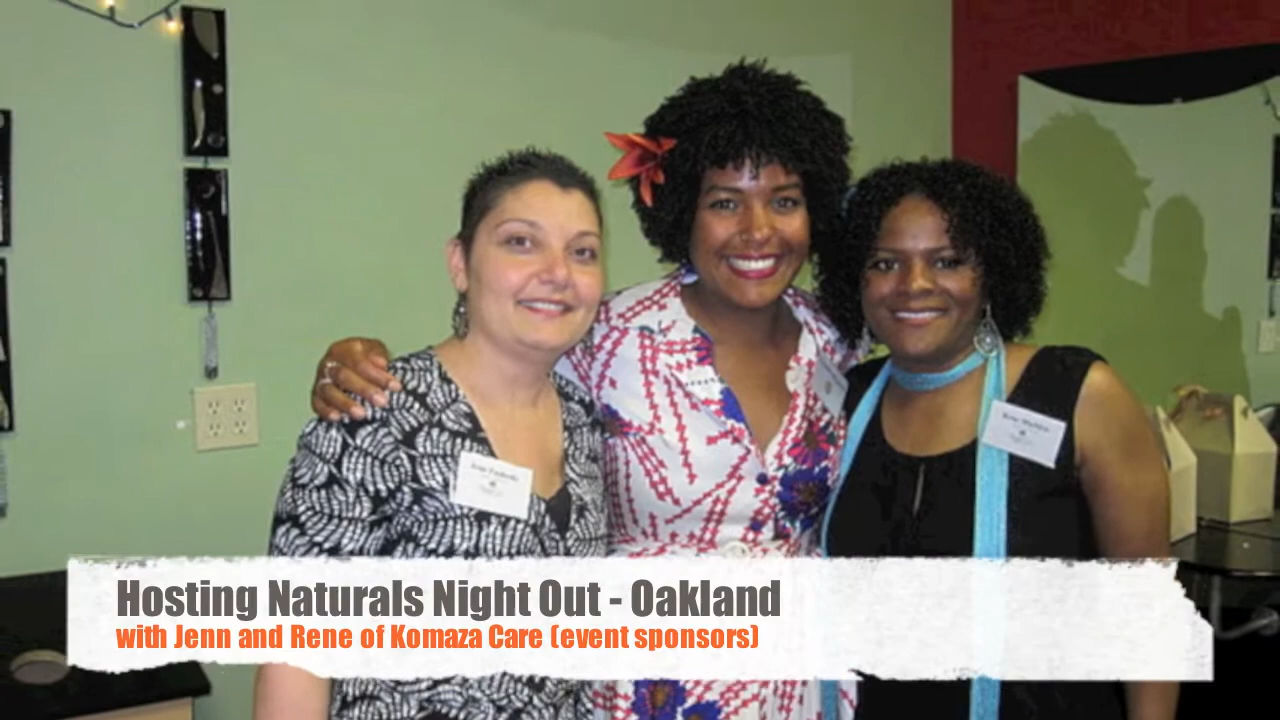 Hosting Naturals Night Out - Oakland
with Jenn and Rene of Komaza Care (event sponsors)